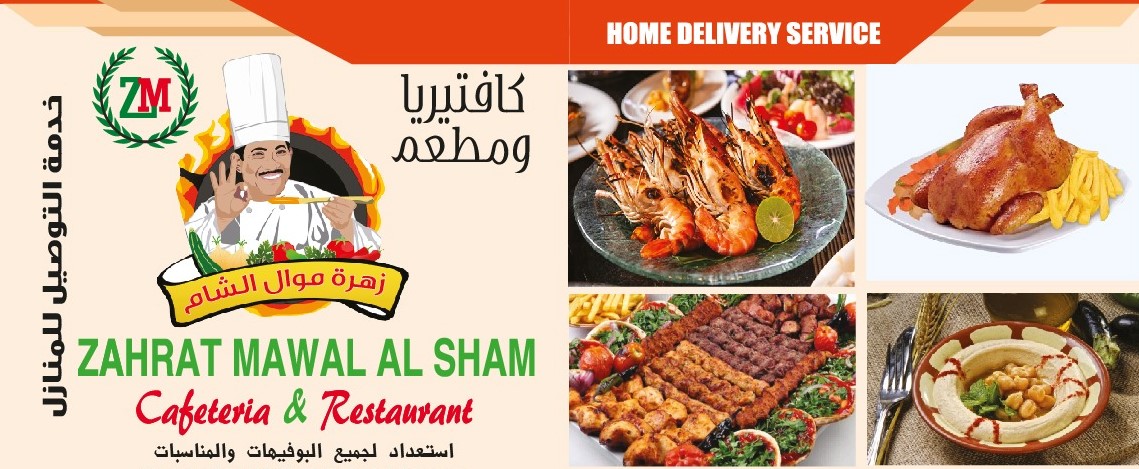 HOME DELIVERY SERVICE
ZM
كافتيريا
ومطعم
خدمة التوصيل للمنازل
زهرة موال الشام
ZAHRAT MAWAL AL SHAM
Cafeteria & Restaurant
استعداد لجميع البوفيهات والمناسبات